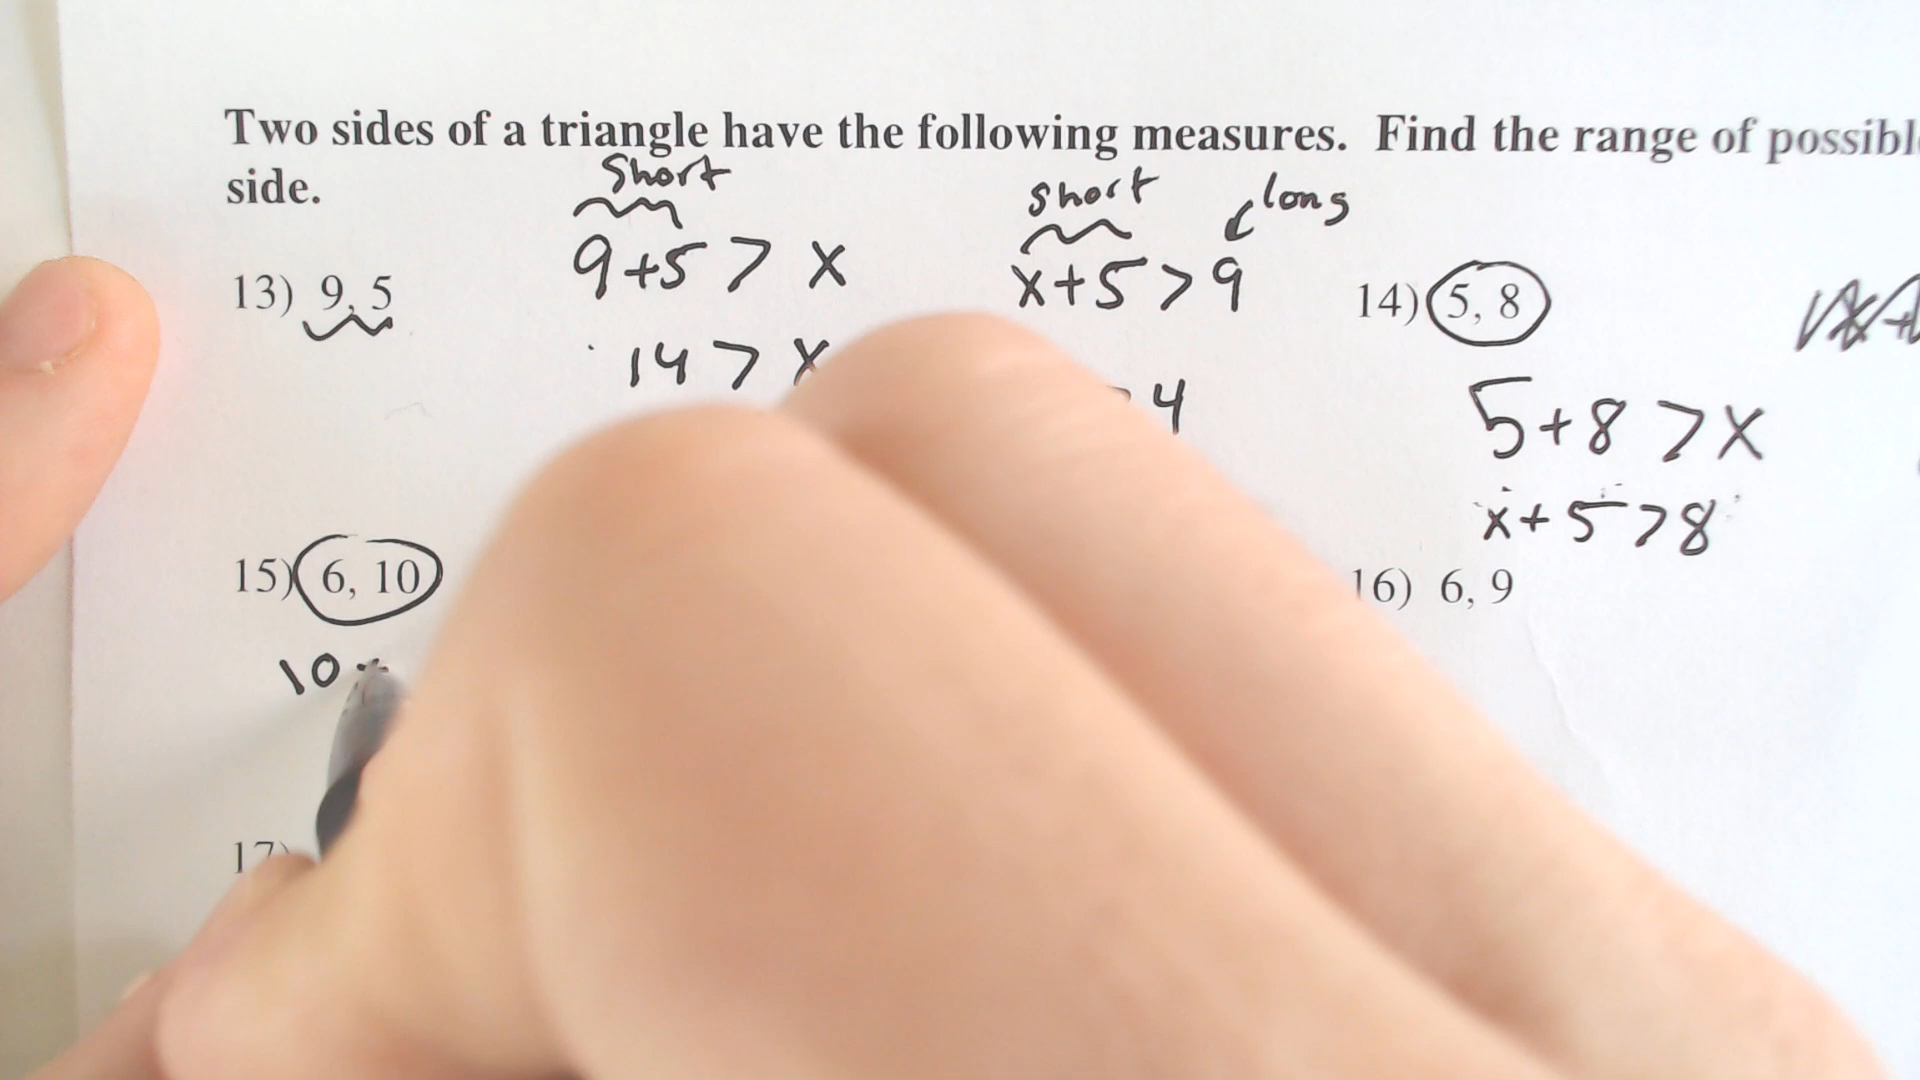 Two sides of a triangle have the following measures. Find the range of possibl
side.
short
short
long
13) 9, 5
9+5 > x
x+5 > 9
14) 5, 8
14 > x
4
5+8 > x
x+5 > 8
15) 6, 10
16) 6, 9
10 +
17)